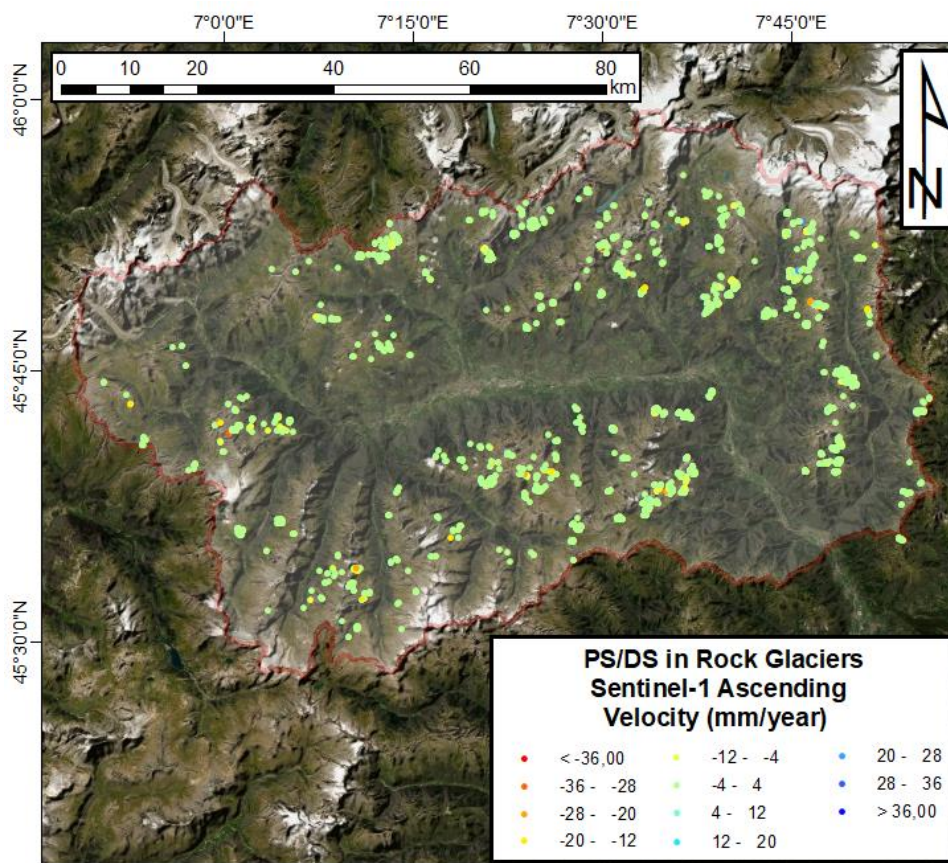 7°0'0"E 7°15'0"E 7°30'0"E 7°45'0"E
0 10 20 40 60 80
km
N
46°0'0"N
45°45'0"N
45°30'0"N
PS/DS in Rock Glaciers
Sentinel-1 Ascending
Velocity (mm/year)
< -36,00
-36 - -28
-28 - -20
-20 - -12
-12 - -4
-4 - 4
4 - 12
12 - 20
20 - 28
28 - 36
> 36,00